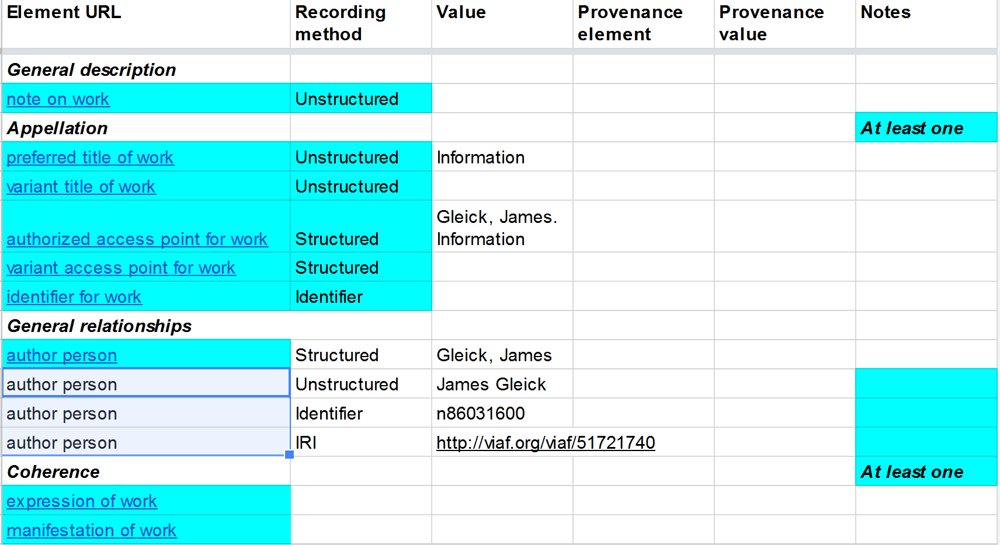 Element URL Recording method Value Provenance element Provenance value Notes
General description
note on work Unstructured
Appellation At least one
preferred title of work Unstructured Information
variant title of work Unstructured
authorized access point for work Structured Gleick, James. Information
variant access point for work Structured
identifier for work Identifier
General relationships
author person Structured Gleick, James
author person Unstructured James Gleick
author person Identifier n86031600
author person IRI http://viaf.org/viaf/51721740
Coherence At least one
expression of work
manifestation of work